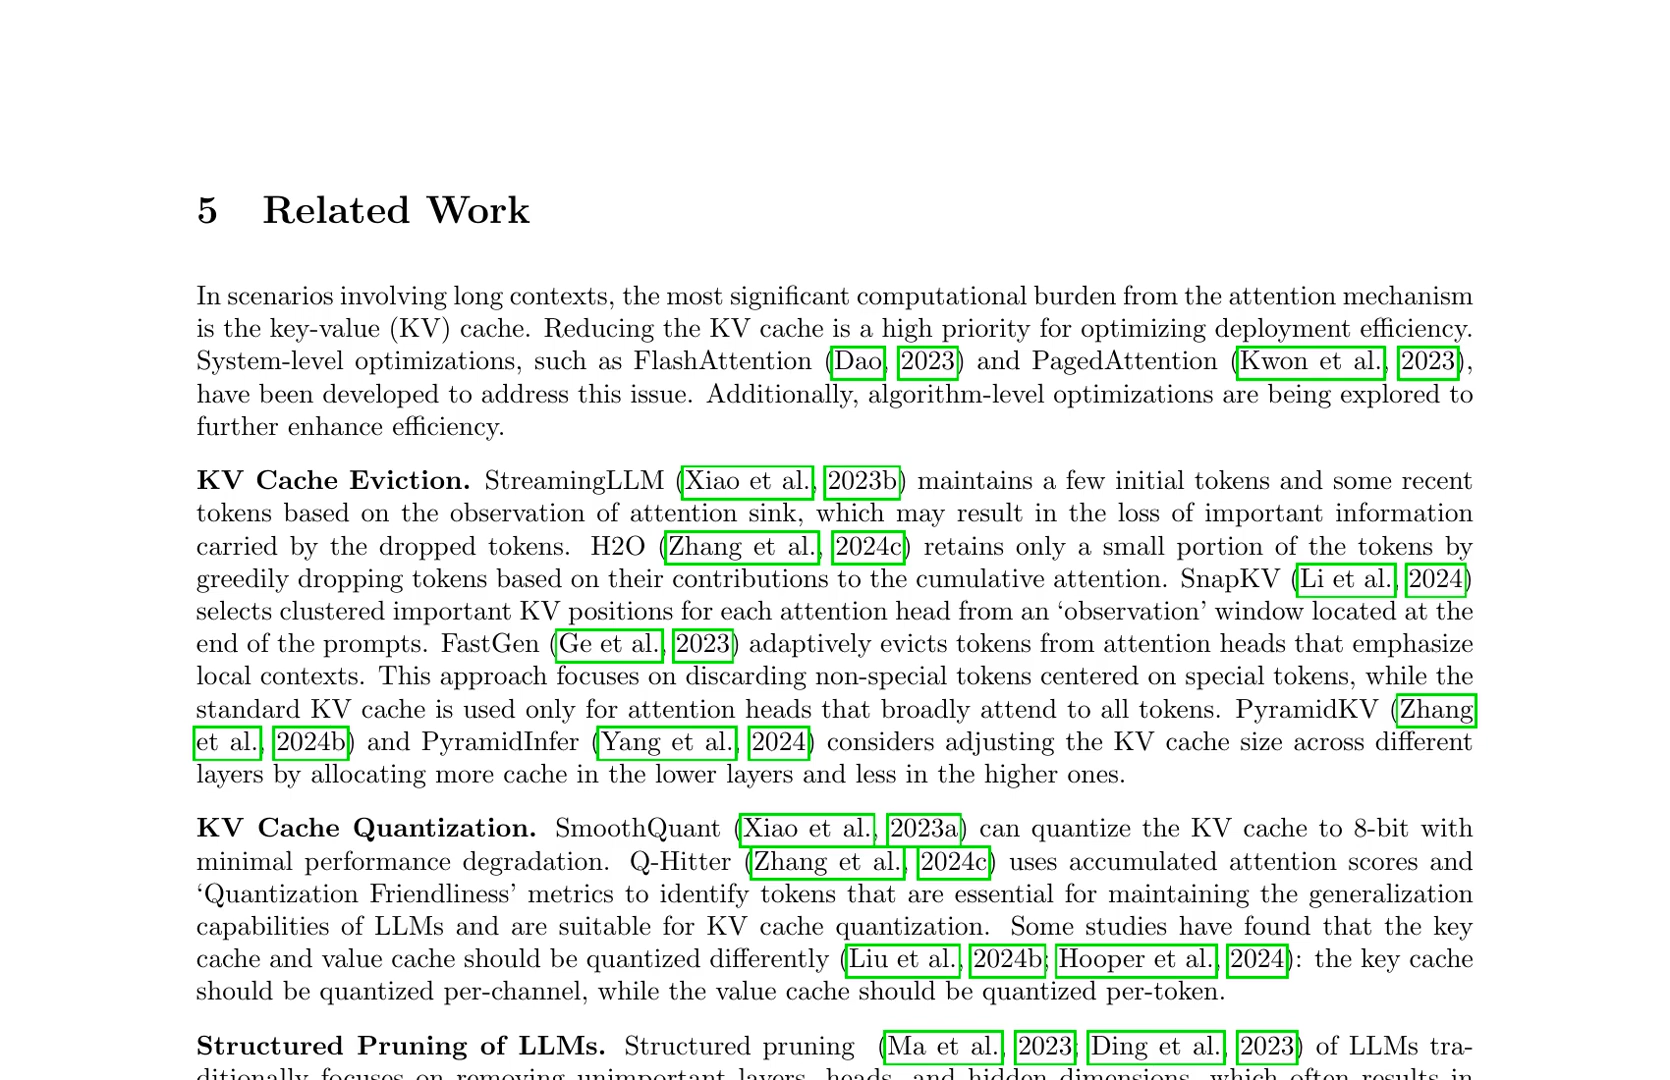 5 Related Work
In scenarios involving long contexts, the most significant computational burden from the attention mechanism
is the key-value (KV) cache. Reducing the KV cache is a high priority for optimizing deployment efficiency.
System-level optimizations, such as FlashAttention (Dao, 2023) and PagedAttention (Kwon et al., 2023),
have been developed to address this issue. Additionally, algorithm-level optimizations are being explored to
further enhance efficiency.
KV Cache Eviction. StreamingLLM (Xiao et al., 2023b) maintains a few initial tokens and some recent
tokens based on the observation of attention sink, which may result in the loss of important information
carried by the dropped tokens. H2O (Zhang et al., 2024c) retains only a small portion of the tokens by
greedily dropping tokens based on their contributions to the cumulative attention. SnapKV (Li et al., 2024)
selects clustered important KV positions for each attention head from an ‘observation’ window located at the
end of the prompts. FastGen (Ge et al., 2023) adaptively evicts tokens from attention heads that emphasize
local contexts. This approach focuses on discarding non-special tokens centered on special tokens, while the
standard KV cache is used only for attention heads that broadly attend to all tokens. PyramidKV (Zhang
et al., 2024b) and PyramidInfer (Yang et al., 2024) considers adjusting the KV cache size across different
layers by allocating more cache in the lower layers and less in the higher ones.
KV Cache Quantization. SmoothQuant (Xiao et al., 2023a) can quantize the KV cache to 8-bit with
minimal performance degradation. Q-Hitter (Zhang et al., 2024c) uses accumulated attention scores and
‘Quantization Friendliness’ metrics to identify tokens that are essential for maintaining the generalization
capabilities of LLMs and are suitable for KV cache quantization. Some studies have found that the key
cache and value cache should be quantized differently (Liu et al., 2024b; Hooper et al., 2024): the key cache
should be quantized per-channel, while the value cache should be quantized per-token.
Structured Pruning of LLMs. Structured pruning (Ma et al., 2023; Ding et al., 2023) of LLMs tra-
ditionally focuses on removing unimportant layers, heads, and hidden dimensions, which often results in